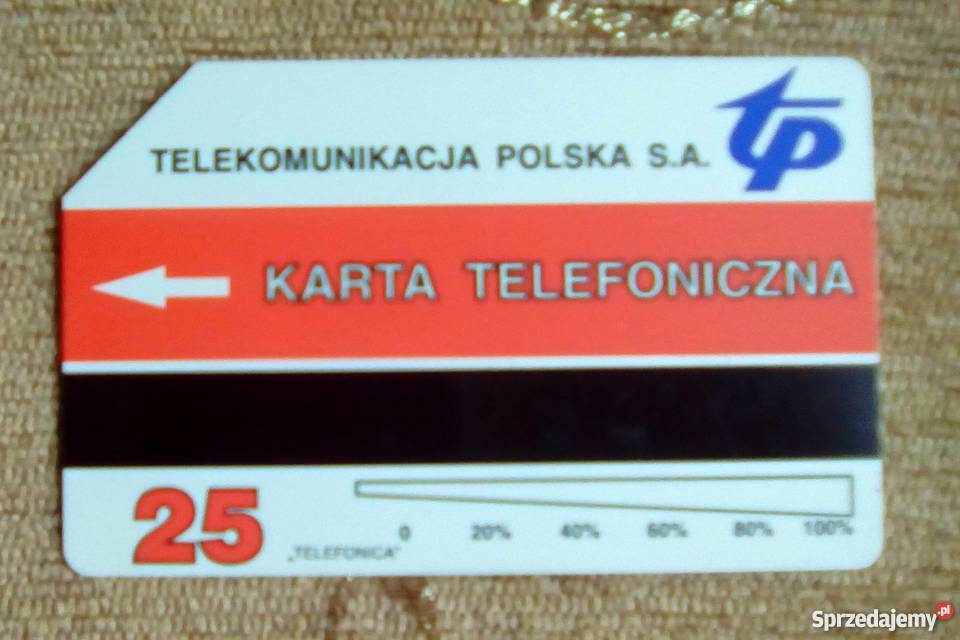 TELEKOMUNIKACJA POLSKA S.A. tp
KARTA TELEFONICZNA
25
0 20% 40% 60% 80% 100%
„TELEFONICA"
Sprzedajemy.pl